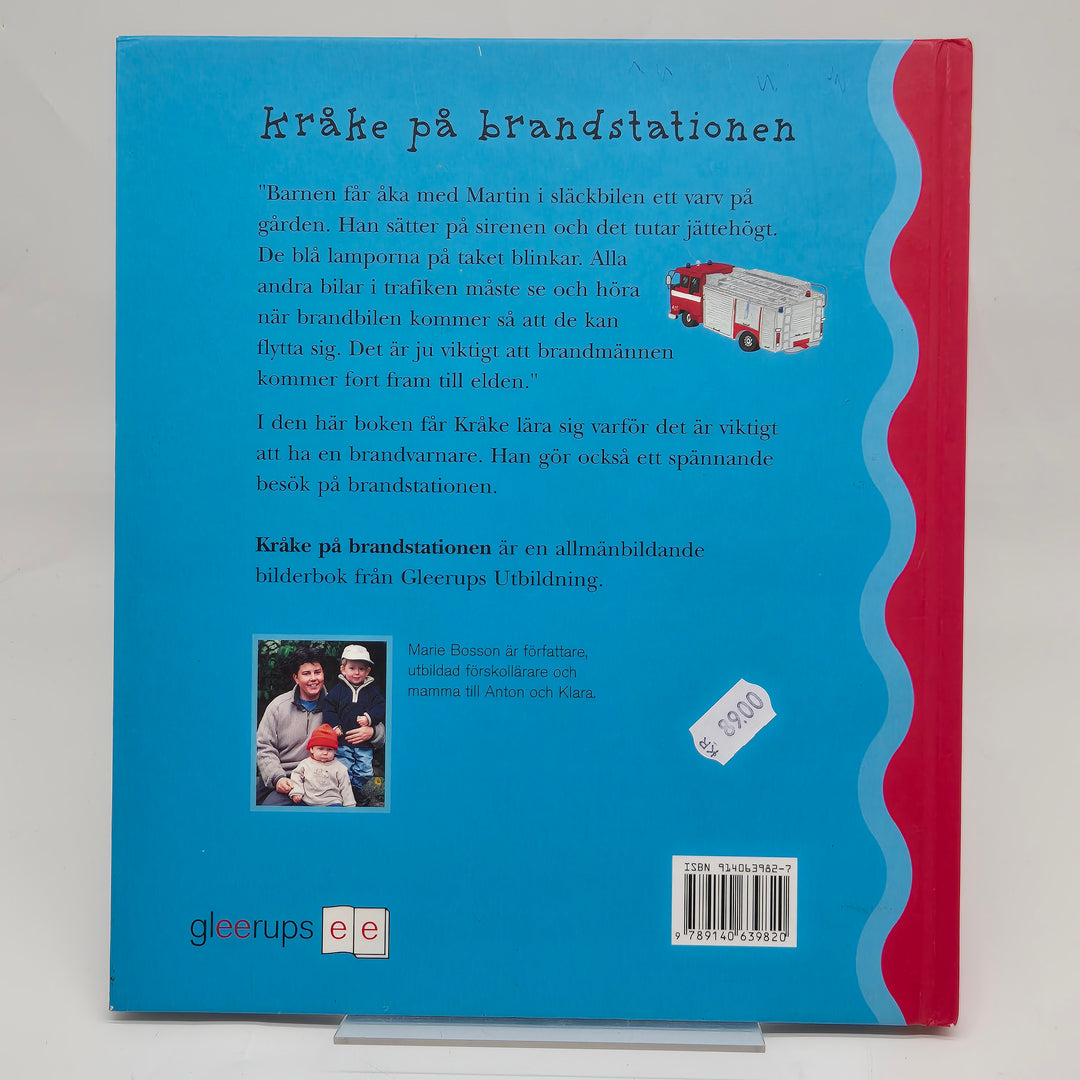 kråke på brandstationen
"Barnen får åka med Martin i släckbilen ett varv på
gården. Han sätter på sirenen och det tutar jättehögt.
De blå lamporna på taket blinkar. Alla
andra bilar i trafiken måste se och höra
när brandbilen kommer så att de kan
flytta sig. Det är ju viktigt att brandmännen
kommer fort fram till elden."
I den här boken får Kråke lära sig varför det är viktigt
att ha en brandvarnare. Han gör också ett spännande
besök på brandstationen.
Kråke på brandstationen är en allmänbildande
bilderbok från Gleerups Utbildning.
Marie Bosson är författare,
utbildad förskollärare och
mamma till Anton och Klara.
KR 89.00
ISBN 914063982-7
9 789140 639820
gleerups e e